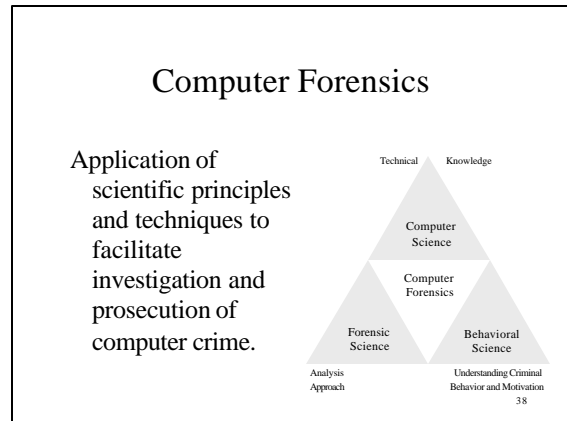 Computer Forensics
Application of
scientific principles
and techniques to
facilitate
investigation and
prosecution of
computer crime.
Technical Knowledge
Computer
Science
Computer
Forensics
Forensic
Science
Behavioral
Science
Analysis
Approach
Understanding Criminal
Behavior and Motivation
38